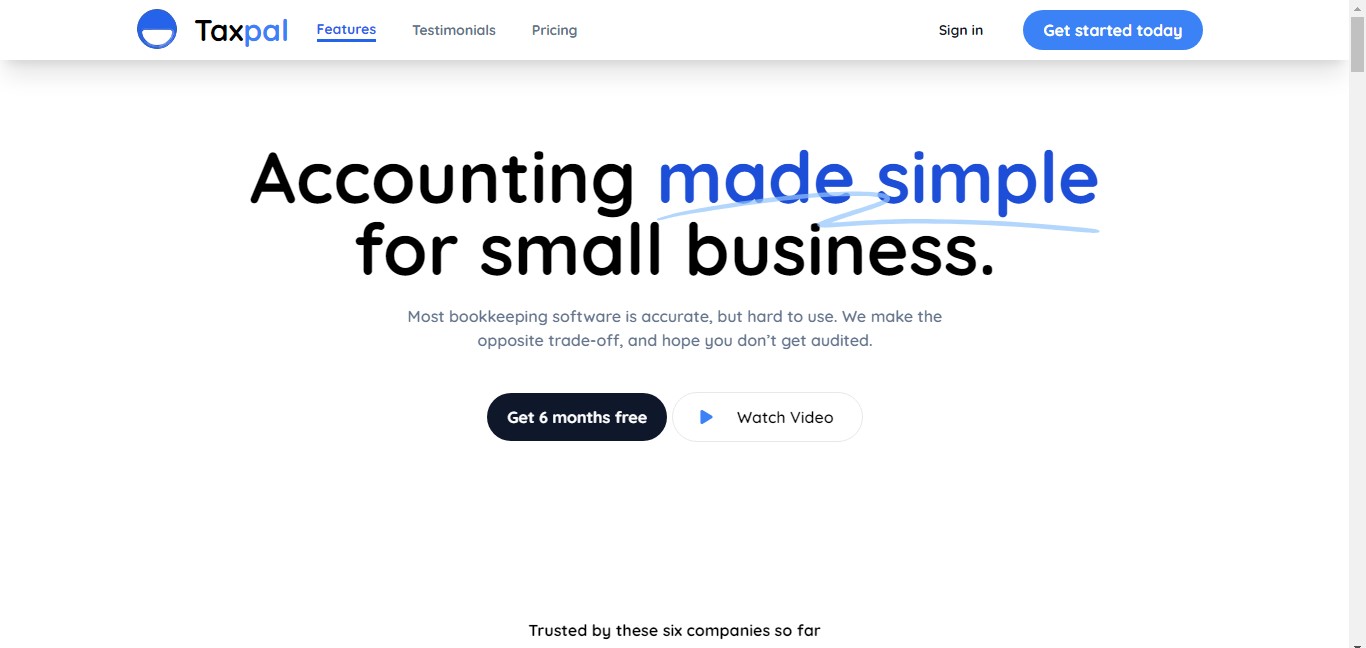 Taxpal Features Testimonials Pricing Sign in Get started today
Accounting made simple
for small business.
Most bookkeeping software is accurate, but hard to use. We make the
opposite trade-off, and hope you don’t get audited.
Get 6 months free Watch Video
Trusted by these six companies so far